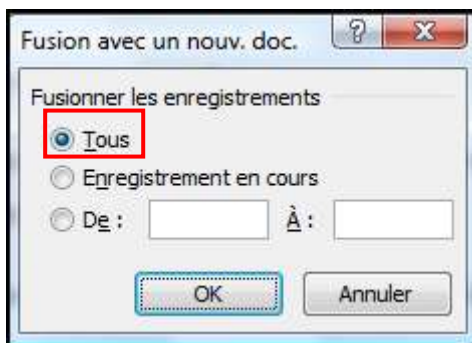 Fusion avec un nouv. doc.
Fusionner les enregistrements
Tous
Enregistrement en cours
De : À :
OK Annuler